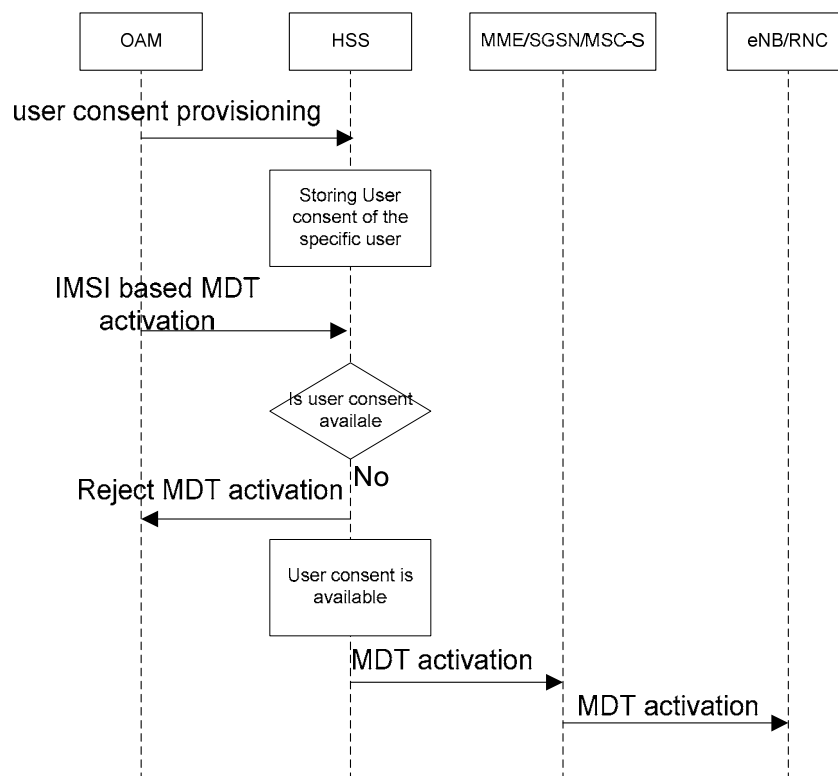 OAM
HSS
MME/SGSN/MSC-S
eNB/RNC
user consent provisioning
Storing User
consent of the
specific user
IMSI based MDT
activation
Is user consent
availale
No
Reject MDT activation
User consent is
available
MDT activation
MDT activation